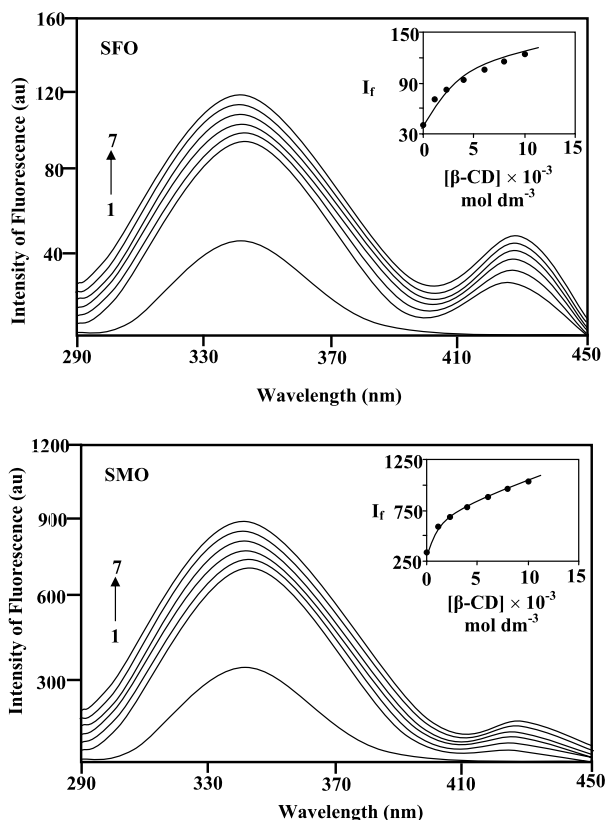 160
SFO
120
80
40
7
1
Intensity of Fluorescence (au)
290 330 370 410 450
Wavelength (nm)
150
90
30
I_f
0 5 10 15
[β-CD] × 10⁻³
mol dm⁻³
1200
SMO
900
600
300
7
1
Intensity of Fluorescence (au)
290 330 370 410 450
Wavelength (nm)
1250
750
250
I_f
0 5 10 15
[β-CD] × 10⁻³
mol dm⁻³